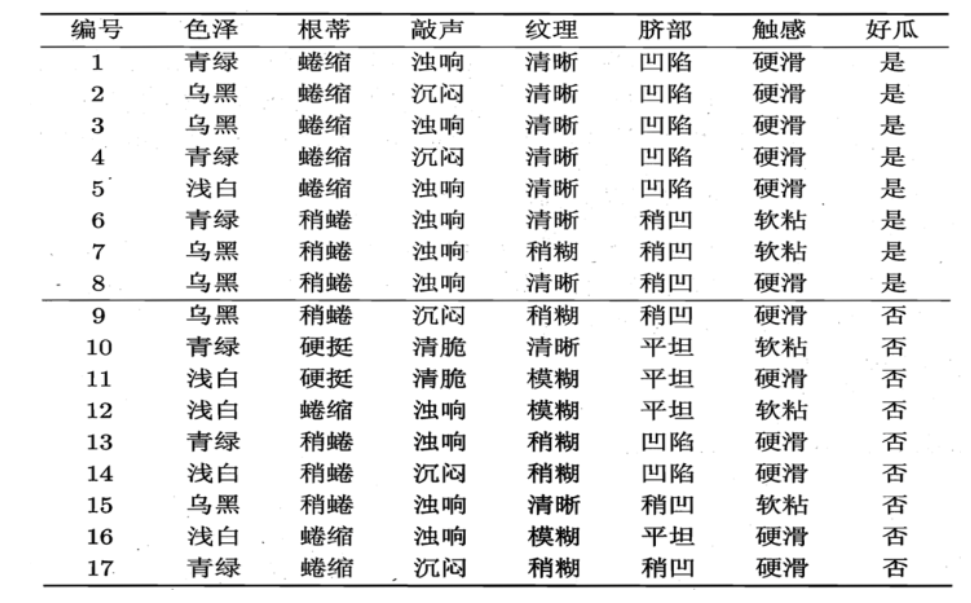 编号 色泽 根蒂 敲声 纹理 脐部 触感 好瓜
1 青绿 蜷缩 浊响 清晰 凹陷 硬滑 是
2 乌黑 蜷缩 沉闷 清晰 凹陷 硬滑 是
3 乌黑 蜷缩 浊响 清晰 凹陷 硬滑 是
4 青绿 蜷缩 沉闷 清晰 凹陷 硬滑 是
5 浅白 蜷缩 浊响 清晰 凹陷 硬滑 是
6 青绿 稍蜷 浊响 清晰 稍凹 软粘 是
7 乌黑 稍蜷 浊响 稍糊 稍凹 软粘 是
8 乌黑 稍蜷 浊响 清晰 稍凹 硬滑 是
9 乌黑 稍蜷 沉闷 稍糊 稍凹 硬滑 否
10 青绿 硬挺 清脆 清晰 平坦 软粘 否
11 浅白 硬挺 清脆 模糊 平坦 硬滑 否
12 浅白 蜷缩 浊响 模糊 平坦 软粘 否
13 青绿 稍蜷 浊响 稍糊 凹陷 硬滑 否
14 浅白 稍蜷 沉闷 稍糊 凹陷 硬滑 否
15 乌黑 稍蜷 浊响 清晰 稍凹 软粘 否
16 浅白 蜷缩 浊响 模糊 平坦 硬滑 否
17 青绿 蜷缩 沉闷 稍糊 稍凹 硬滑 否